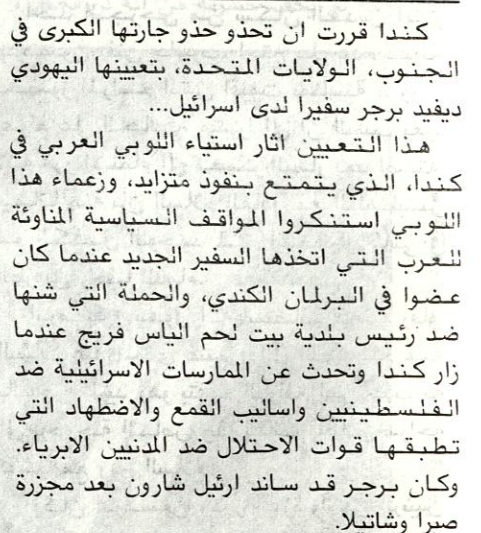 كندا قررت ان تحذو حذو جارتها الكبرى في
الجنوب، الولايات المتحدة، بتعيينها اليهودي
ديفيد برجر سفيرا لدى اسرائيل...
هذا التعيين اثار استياء اللوبي العربي في
كندا، الذي يتمتع بنفوذ متزايد، وزعماء هذا
اللوبي استنكروا المواقف السياسية المناوئة
للعرب التي اتخذها السفير الجديد عندما كان
عضوا في البرلمان الكندي، والحملة التي شنها
ضد رئيس بلدية بيت لحم الياس فريج عندما
زار كندا وتحدث عن الممارسات الاسرائيلية ضد
الفلسطينيين واساليب القمع والاضطهاد التي
تطبقها قوات الاحتلال ضد المدنيين الابرياء.
وكان برجر قد ساند ارئيل شارون بعد مجزرة
صبرا وشاتيلا.